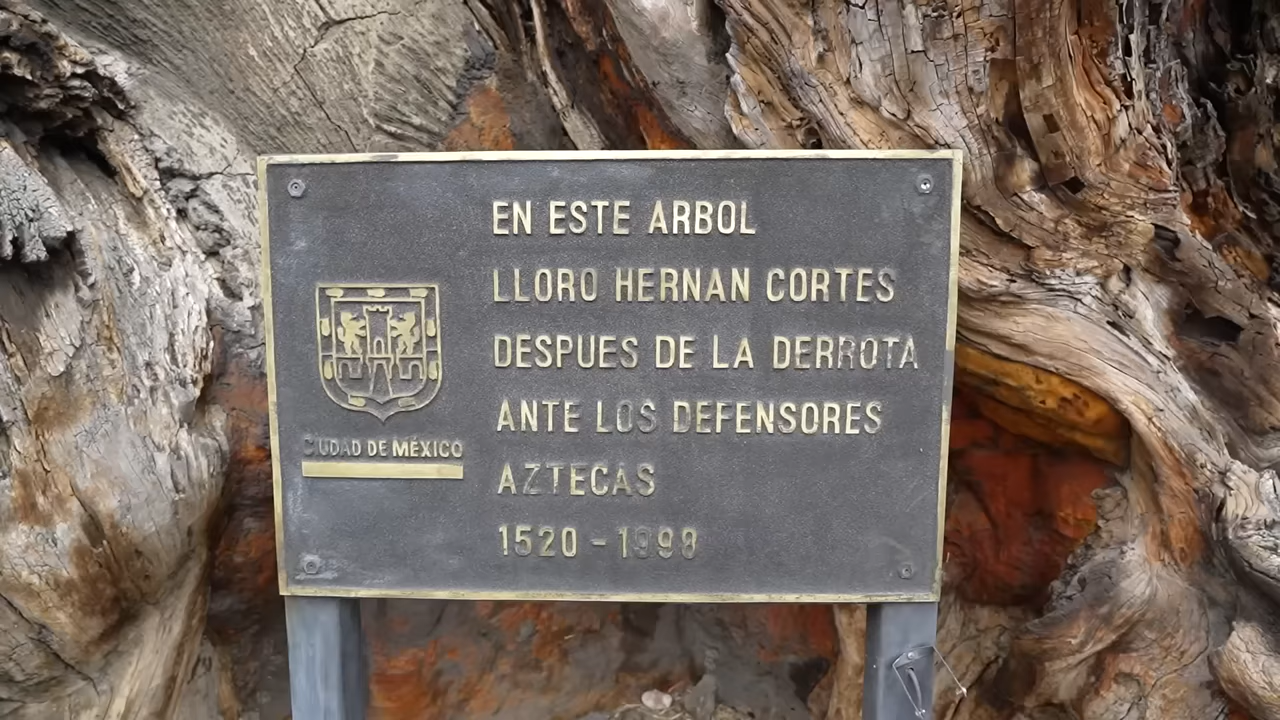 EN ESTE ARBOL
LLORO HERNAN CORTES
DESPUES DE LA DERROTA
ANTE LOS DEFENSORES
AZTECAS
1520 - 1998
CIUDAD DE MÉXICO